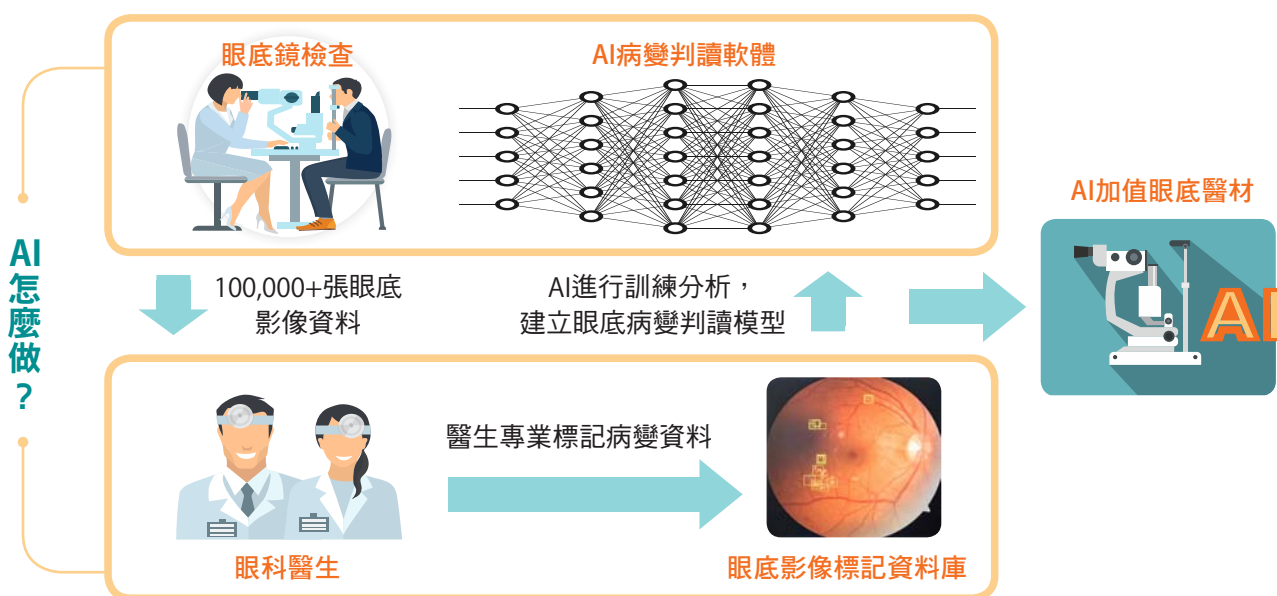 眼底鏡檢查
AI病變判讀軟體
AI加值眼底醫材
AI
AI怎麼做？
100,000+張眼底
影像資料
AI進行訓練分析，
建立眼底病變判讀模型
醫生專業標記病變資料
眼科醫生
眼底影像標記資料庫